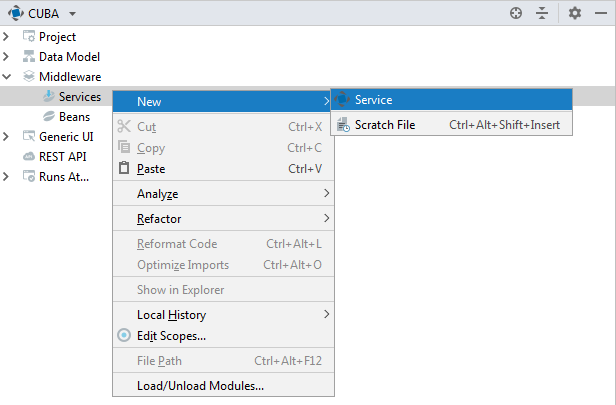 CUBA
Project
Data Model
Middleware
Services
Beans
Generic UI
REST API
Runs At...
New
Cut Ctrl+X
Copy Ctrl+C
Paste Ctrl+V
Analyze
Refactor
Reformat Code Ctrl+Alt+L
Optimize Imports Ctrl+Alt+O
Show in Explorer
Local History
Edit Scopes...
File Path Ctrl+Alt+F12
Load/Unload Modules...
Service
Scratch File Ctrl+Alt+Shift+Insert